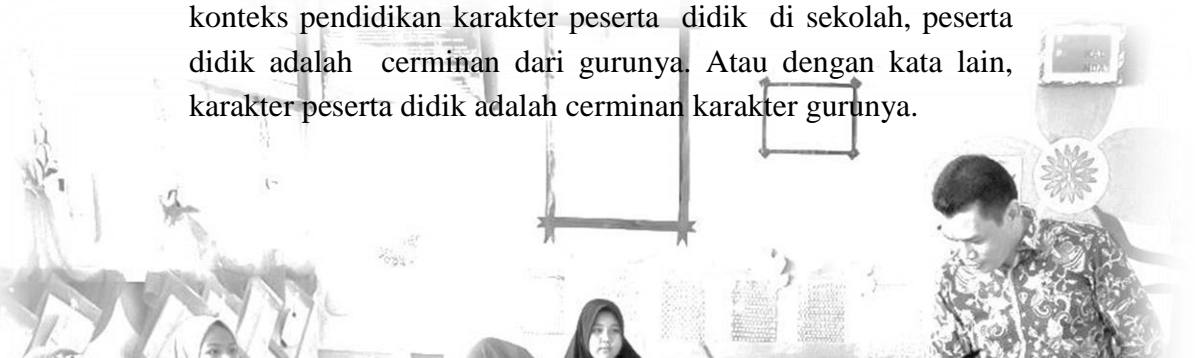 konteks pendidikan karakter peserta didik di sekolah, peserta
didik adalah cerminan dari gurunya. Atau dengan kata lain,
karakter peserta didik adalah cerminan karakter gurunya.